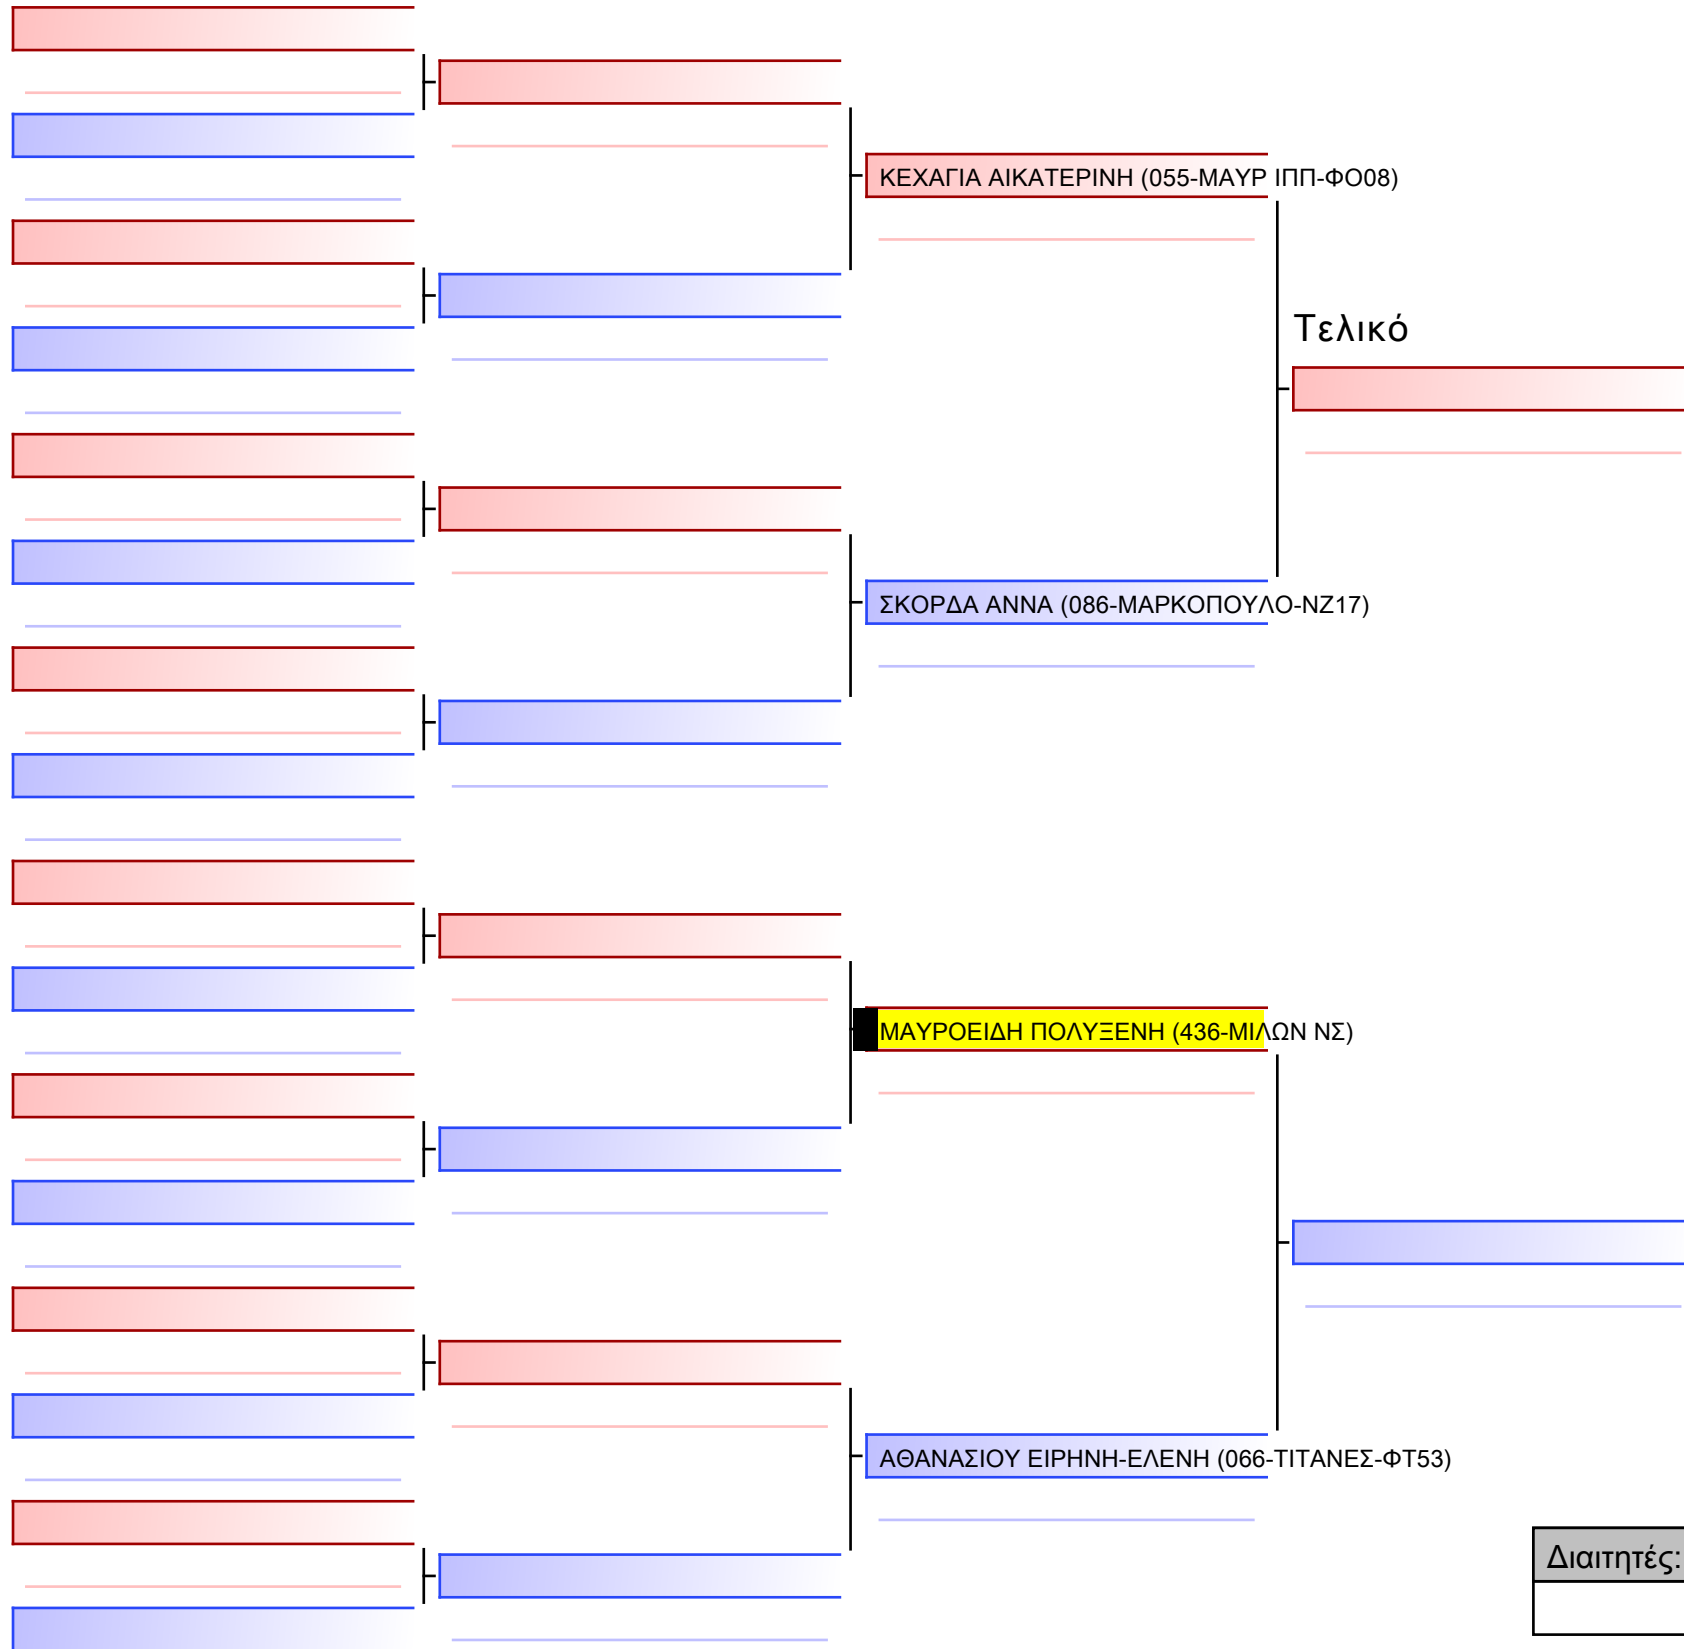 ΚΕΧΑΓΙΑ ΑΙΚΑΤΕΡΙΝΗ (055-ΜΑΥΡ ΙΠΠ-ΦΟ08)
Τελικό
ΣΚΟΡΔΑ ΑΝΝΑ (086-ΜΑΡΚΟΠΟΥΛΟ-ΝΖ17)
ΜΑΥΡΟΕΙΔΗ ΠΟΛΥΞΕΝΗ (436-ΜΙΛΩΝ ΝΣ)
ΑΘΑΝΑΣΙΟΥ ΕΙΡΗΝΗ-ΕΛΕΝΗ (066-ΤΙΤΑΝΕΣ-ΦΤ53)
Διαιτητές: